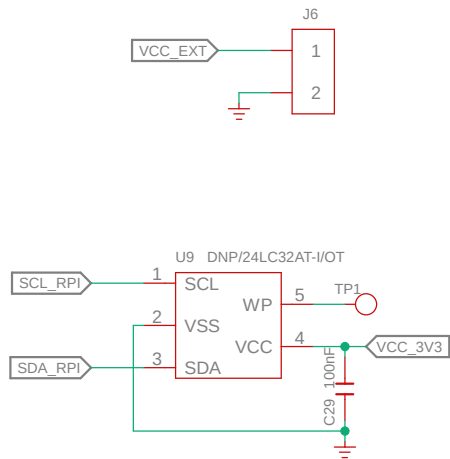 J6
VCC_EXT
1
2
U9 DNP/24LC32AT-I/OT
SCL_RPI
1
SCL
2
VSS
SDA_RPI
3
SDA
WP
5
TP1
VCC
4
VCC_3V3
C29 100nF